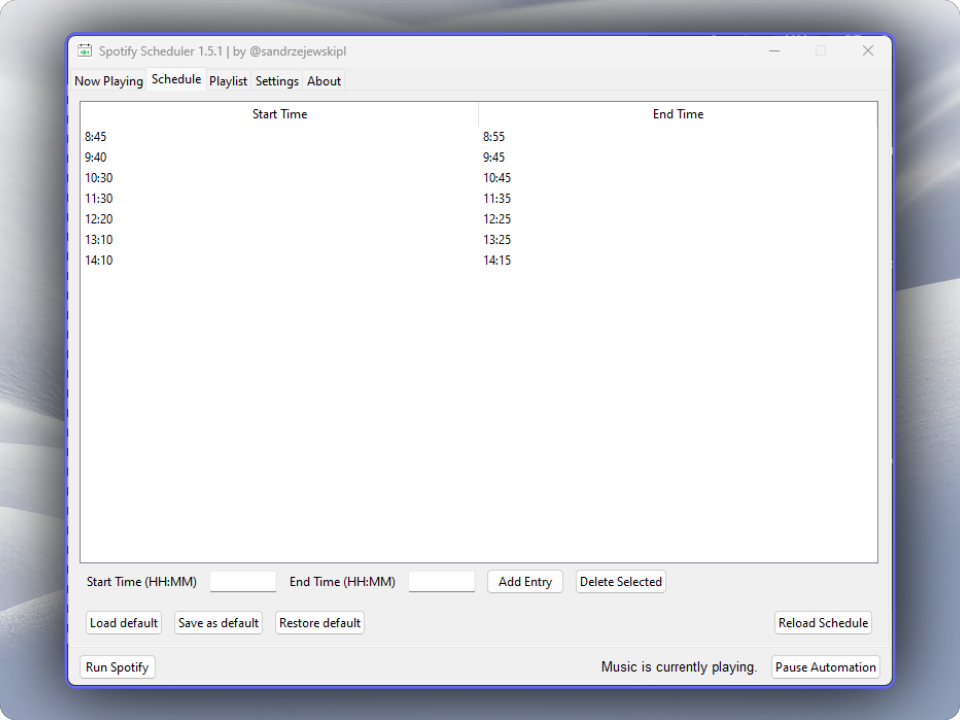 Spotify Scheduler 1.5.1 | by @sandrzejewskipl
Now Playing Schedule Playlist Settings About
Start Time End Time
8:45 8:55
9:40 9:45
10:30 10:45
11:30 11:35
12:20 12:25
13:10 13:25
14:10 14:15
Start Time (HH:MM) End Time (HH:MM) Add Entry Delete Selected
Load default Save as default Restore default Reload Schedule
Run Spotify Music is currently playing. Pause Automation